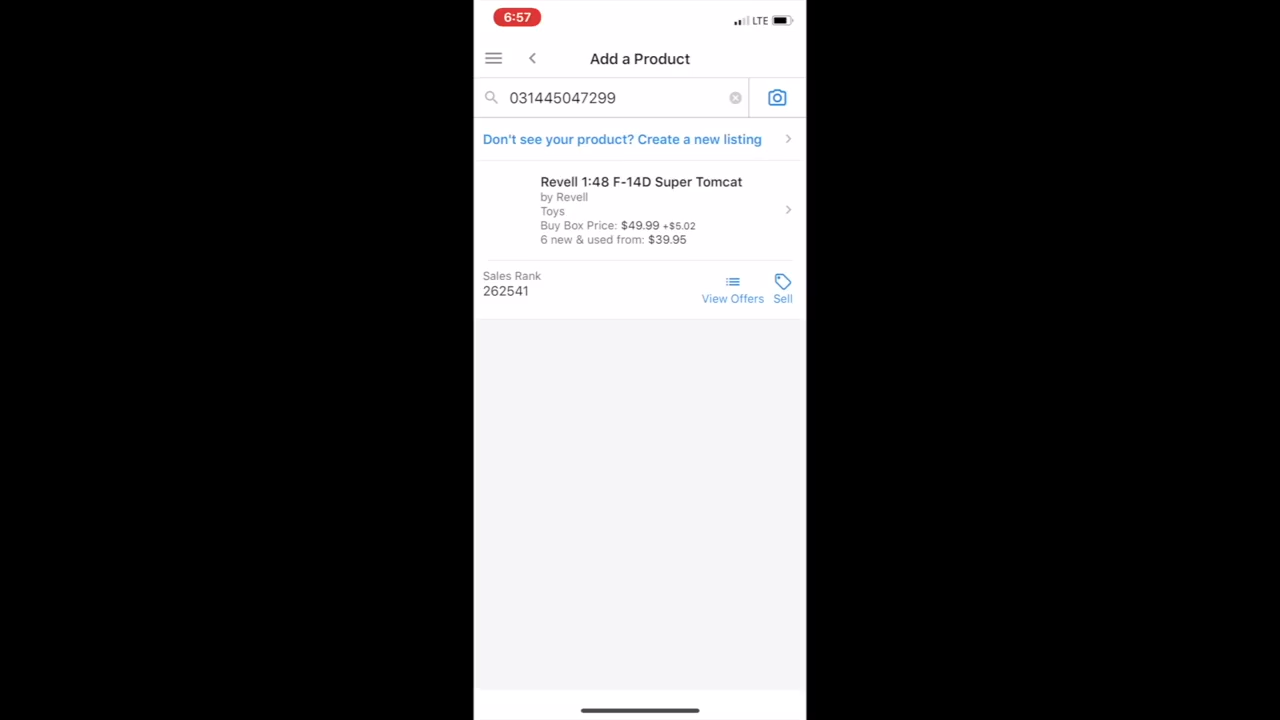 6:57
LTE
Add a Product
031445047299
Don't see your product? Create a new listing
Revell 1:48 F-14D Super Tomcat
by Revell
Toys
Buy Box Price: $49.99 +$5.02
6 new & used from: $39.95
Sales Rank
262541
View Offers
Sell